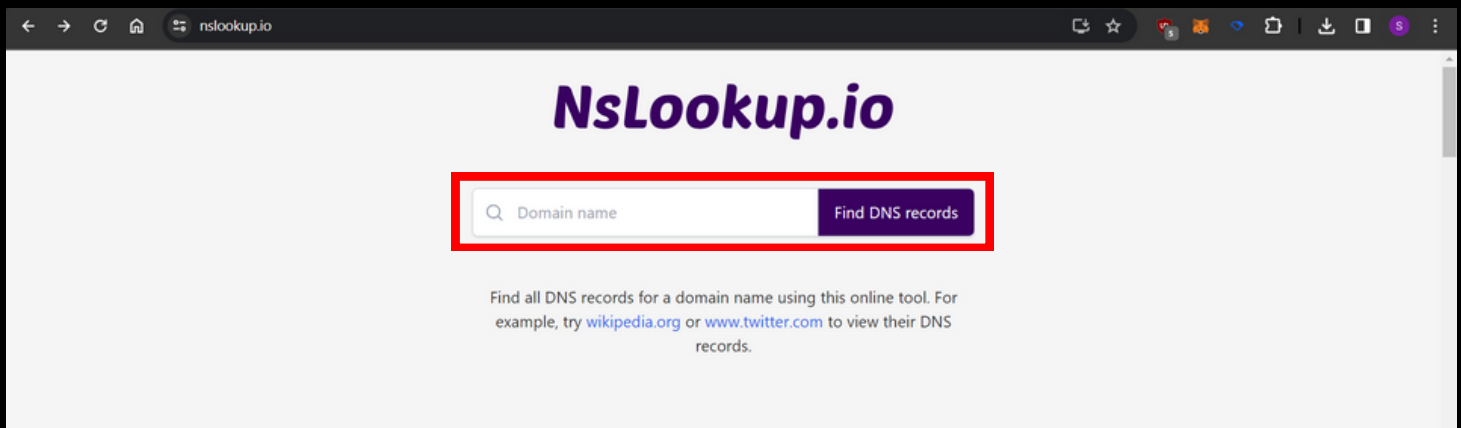 nslookup.io
S
S
NsLookup.io
Domain name
Find DNS records
Find all DNS records for a domain name using this online tool. For
example, try wikipedia.org or www.twitter.com to view their DNS
records.